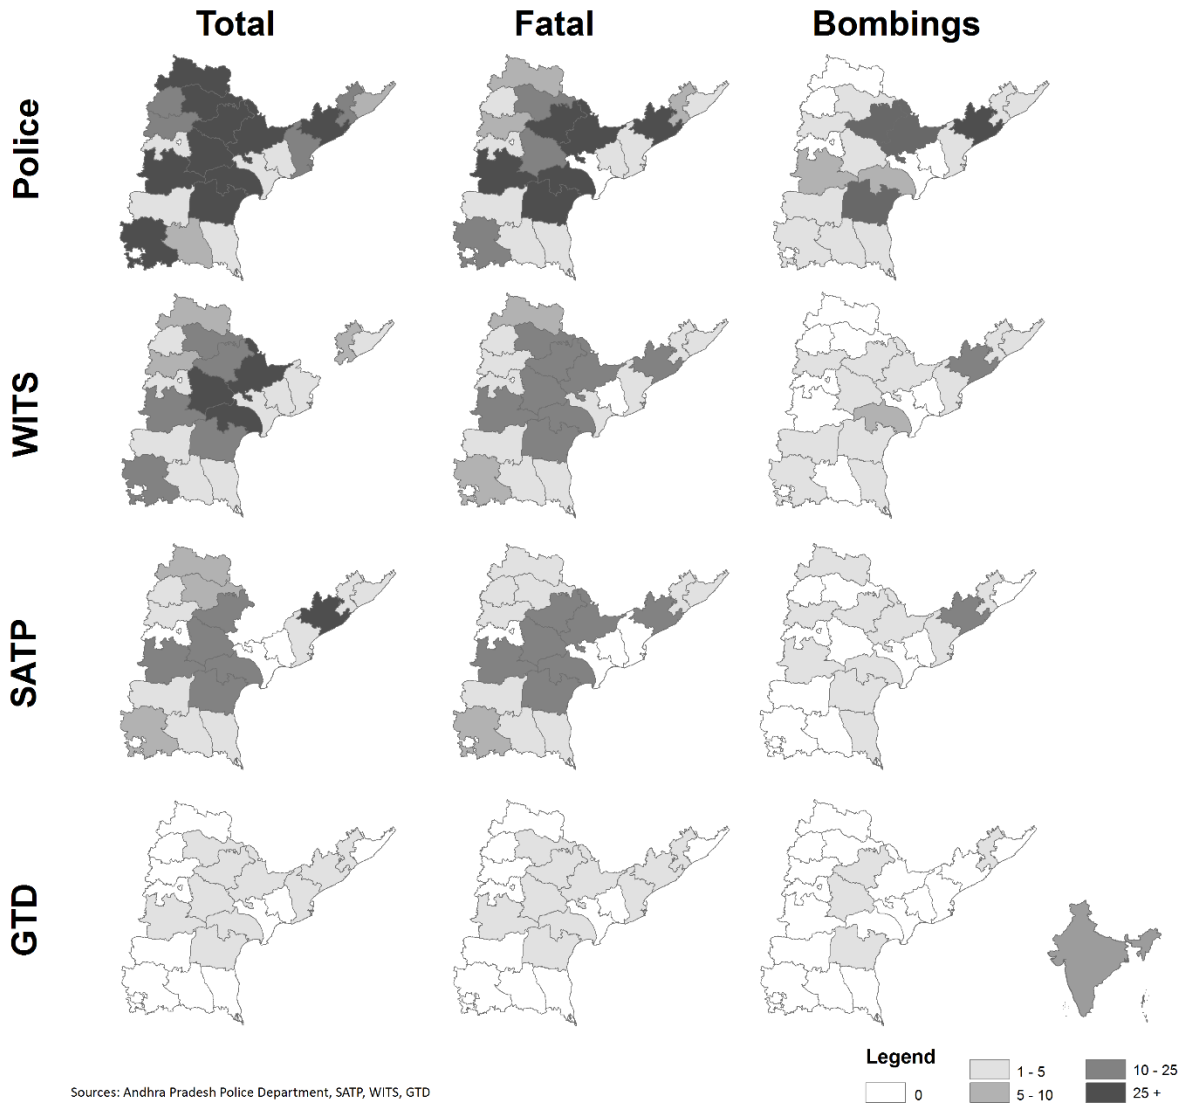 Total Fatal Bombings
Police
WITS
SATP
GTD
Legend
0
1 - 5
5 - 10
10 - 25
25 +
Sources: Andhra Pradesh Police Department, SATP, WITS, GTD